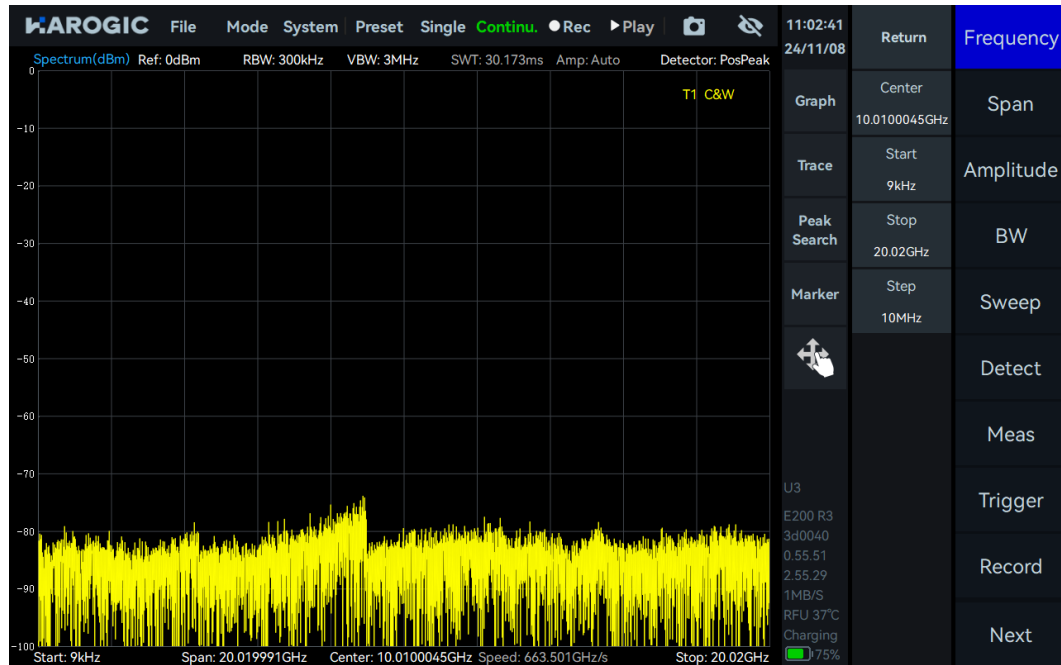 HAROGIC File Mode System Preset Single Continu. Rec Play
Spectrum(dBm) Ref: 0dBm RBW: 300kHz VBW: 3MHz SWT: 30.173ms Amp: Auto Detector: PosPeak
T1 C&W
0
-10
-20
-30
-40
-50
-60
-70
-80
-90
-100
Start: 9kHz Span: 20.019991GHz Center: 10.0100045GHz Speed: 663.501GHz/s Stop: 20.02GHz
11:02:41
24/11/08
Graph
Trace
Peak
Search
Marker
U3
E200 R3
3d0040
0.55.51
2.55.29
1MB/S
RFU 37℃
Charging
75%
Return
Center
10.0100045GHz
Start
9kHz
Stop
20.02GHz
Step
10MHz
Frequency
Span
Amplitude
BW
Sweep
Detect
Meas
Trigger
Record
Next